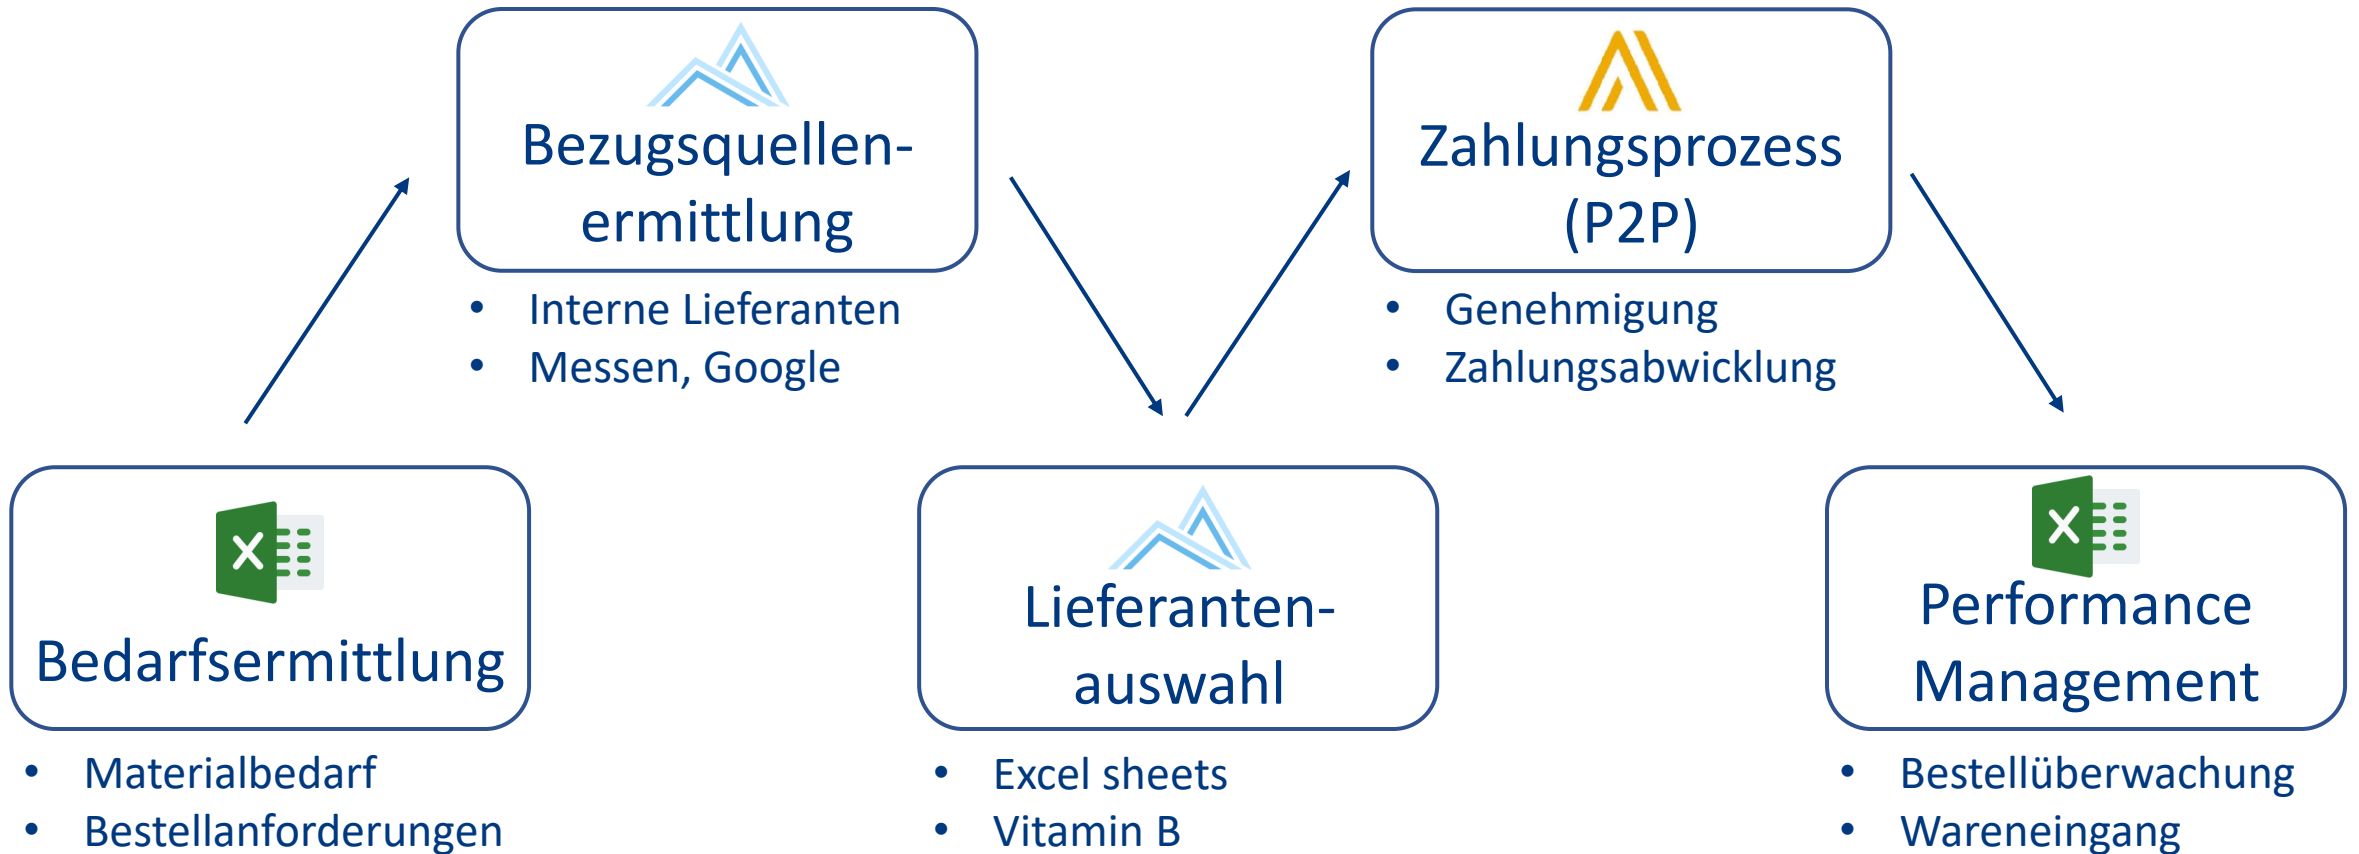 Bezugsquellen-
ermittlung
• Interne Lieferanten
• Messen, Google
Zahlungsprozess
(P2P)
• Genehmigung
• Zahlungsabwicklung
X
Bedarfsermittlung
• Materialbedarf
• Bestellanforderungen
Lieferanten-
auswahl
• Excel sheets
• Vitamin B
X
Performance
Management
• Bestellüberwachung
• Wareneingang